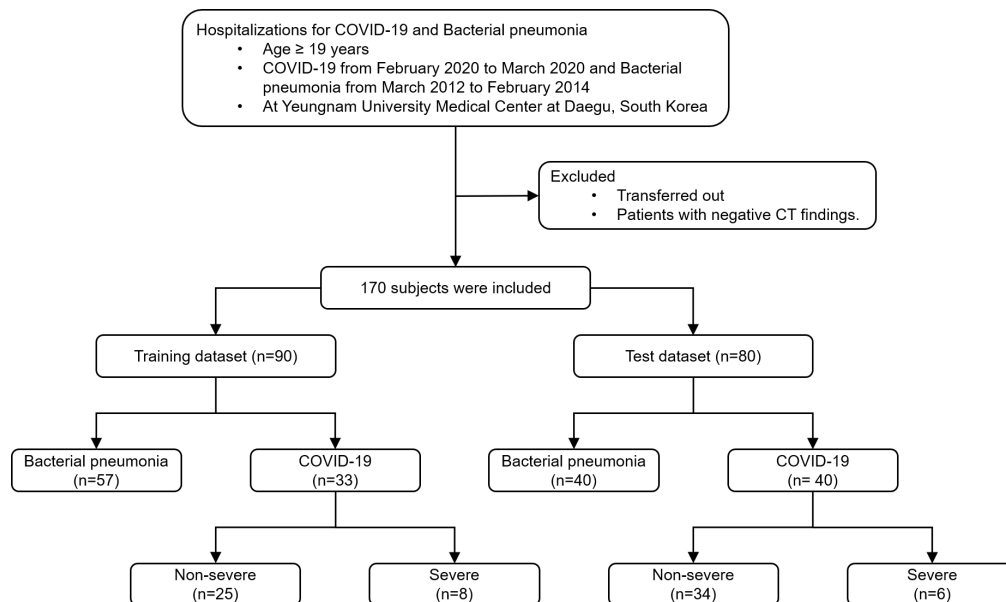 Hospitalizations for COVID-19 and Bacterial pneumonia
• Age ≥ 19 years
• COVID-19 from February 2020 to March 2020 and Bacterial
pneumonia from March 2012 to February 2014
• At Yeungnam University Medical Center at Daegu, South Korea
Excluded
• Transferred out
• Patients with negative CT findings.
170 subjects were included
Training dataset (n=90)
Test dataset (n=80)
Bacterial pneumonia
(n=57)
COVID-19
(n=33)
Bacterial pneumonia
(n=40)
COVID-19
(n= 40)
Non-severe
(n=25)
Severe
(n=8)
Non-severe
(n=34)
Severe
(n=6)